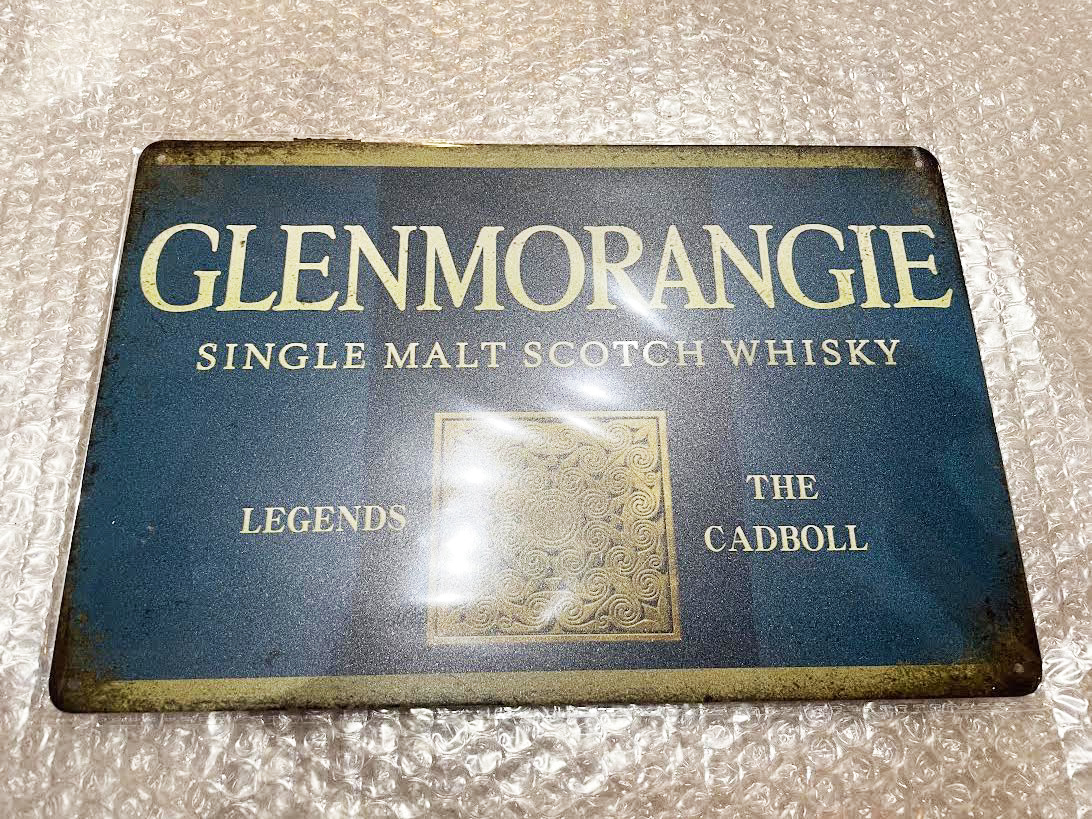 GLENMORANGIE
SINGLE MALT SCOTCH WHISKY
LEGENDS
THE
CADBOLL